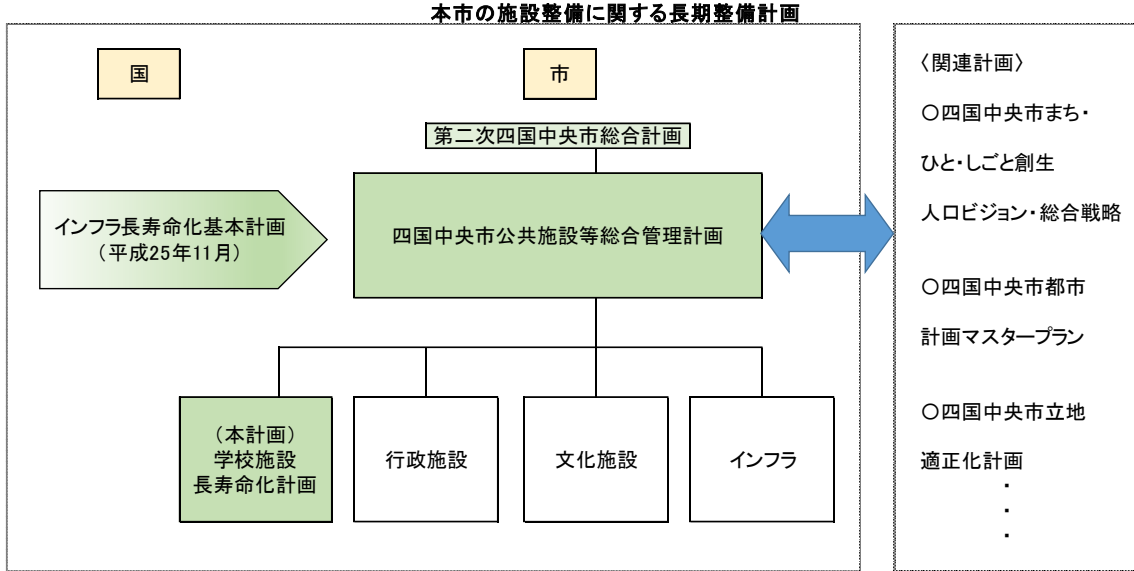 本市の施設整備に関する長期整備計画
国
市
第二次四国中央市総合計画
インフラ長寿命化基本計画
(平成25年11月)
四国中央市公共施設等総合管理計画
(本計画)
学校施設
長寿命化計画
行政施設
文化施設
インフラ
〈関連計画〉
○四国中央市まち・
ひと・しごと創生
人口ビジョン・総合戦略
○四国中央市都市
計画マスタープラン
○四国中央市立地
適正化計画
・
・
・